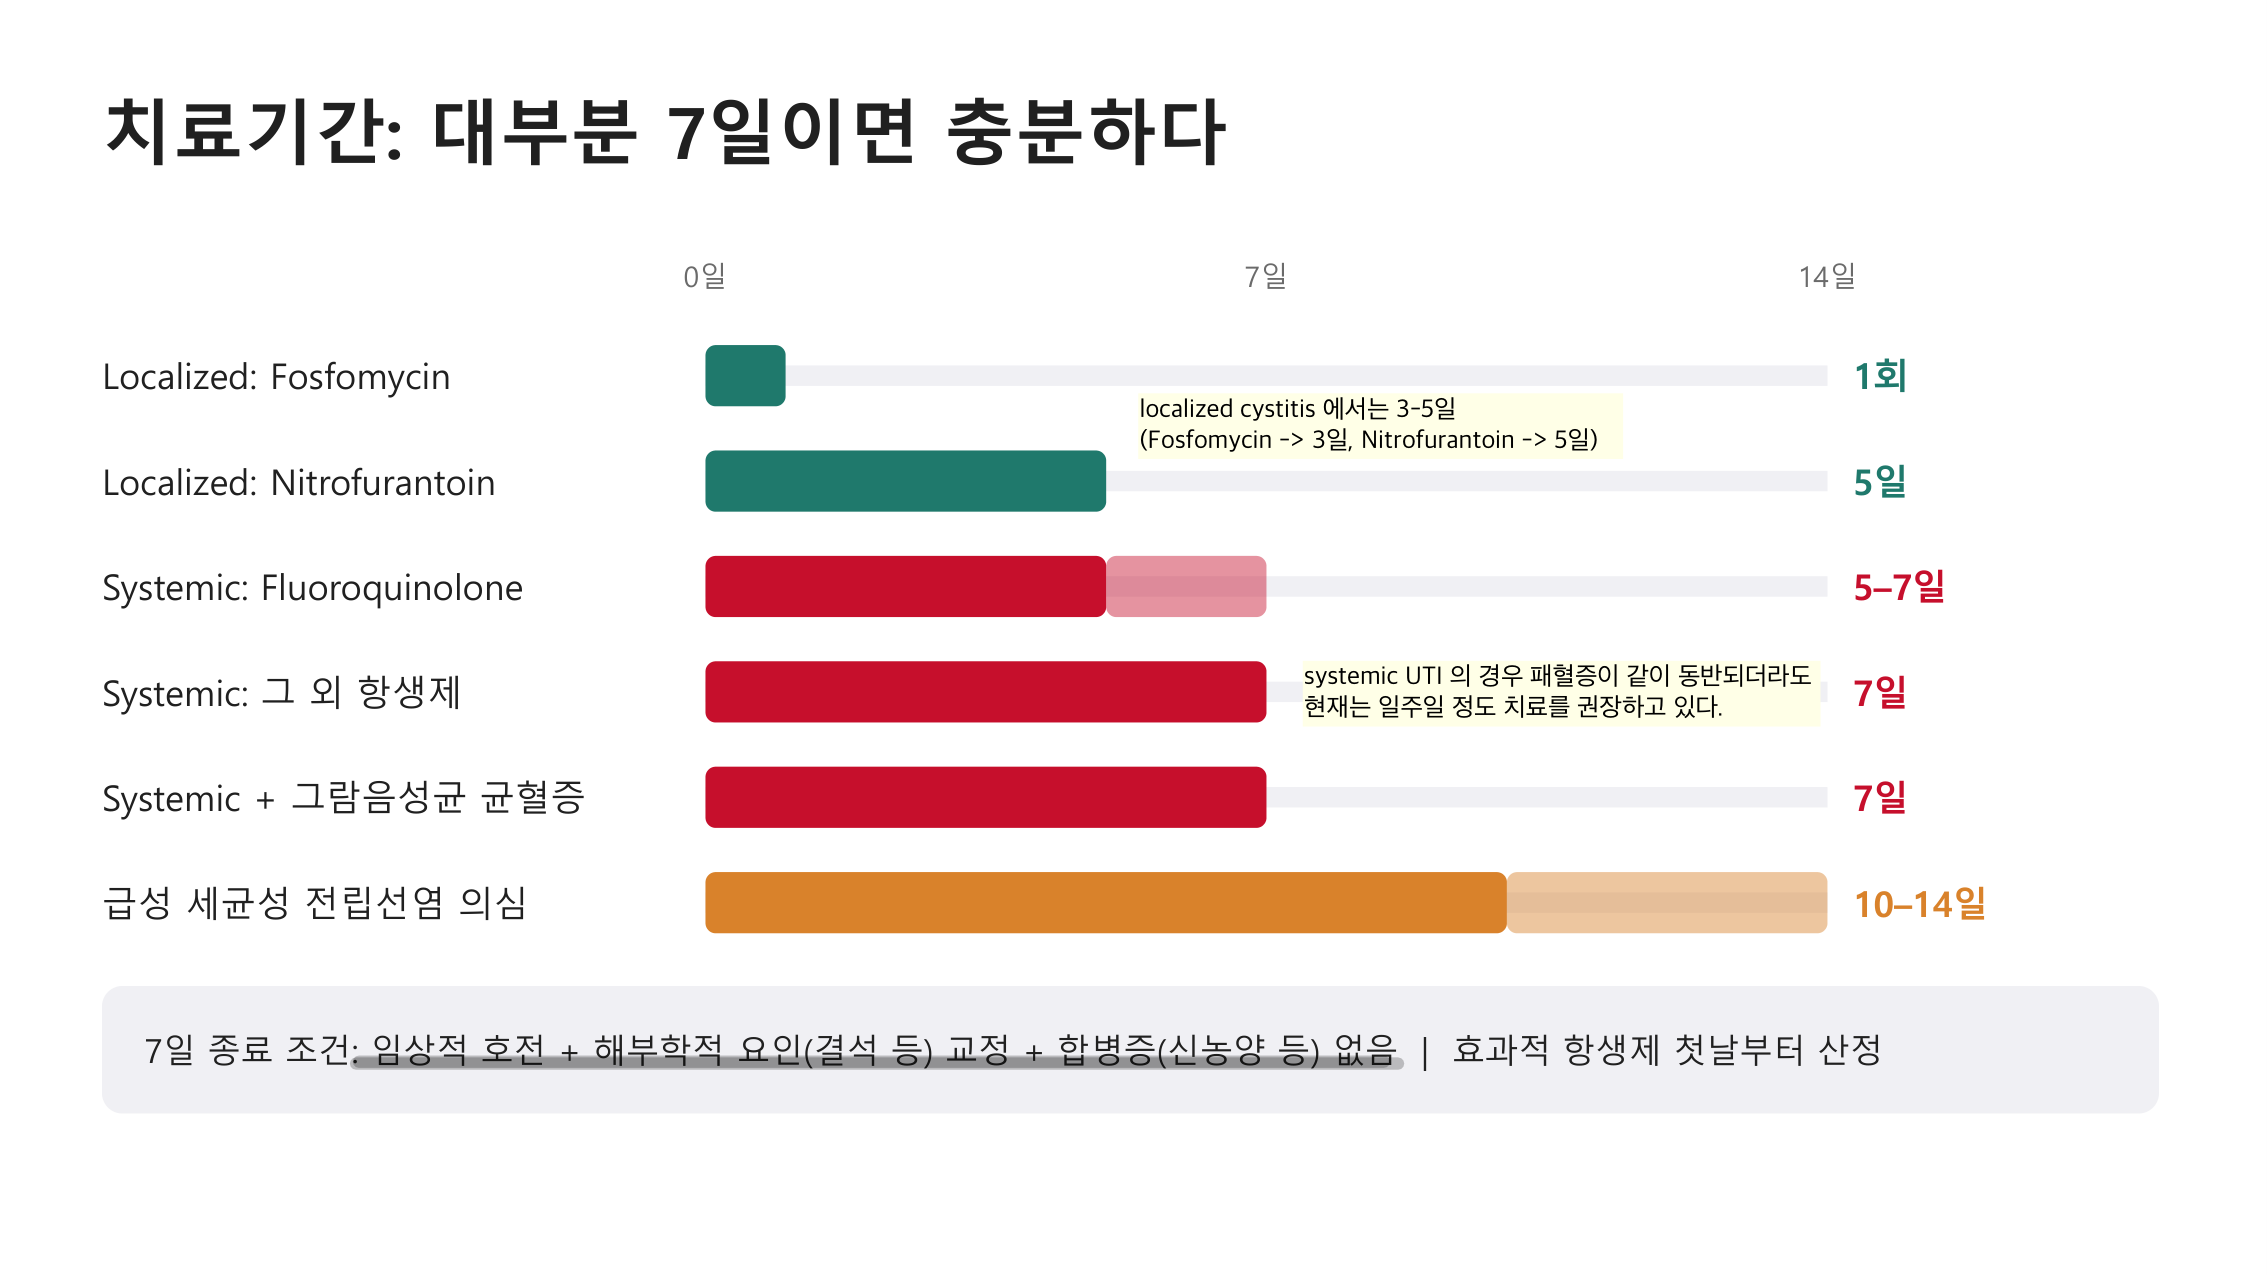 치료기간: 대부분 7일이면 충분하다
0일 7일 14일
Localized: Fosfomycin 1회
localized cystitis 에서는 3-5일
(Fosfomycin -> 3일, Nitrofurantoin -> 5일)
Localized: Nitrofurantoin 5일
Systemic: Fluoroquinolone 5–7일
systemic UTI 의 경우 패혈증이 같이 동반되더라도
Systemic: 그 외 항생제 7일
현재는 일주일 정도 치료를 권장하고 있다.
Systemic + 그람음성균 균혈증 7일
급성 세균성 전립선염 의심 10–14일
7일 종료 조건: 임상적 호전 + 해부학적 요인(결석 등) 교정 + 합병증(신농양 등) 없음 | 효과적 항생제 첫날부터 산정